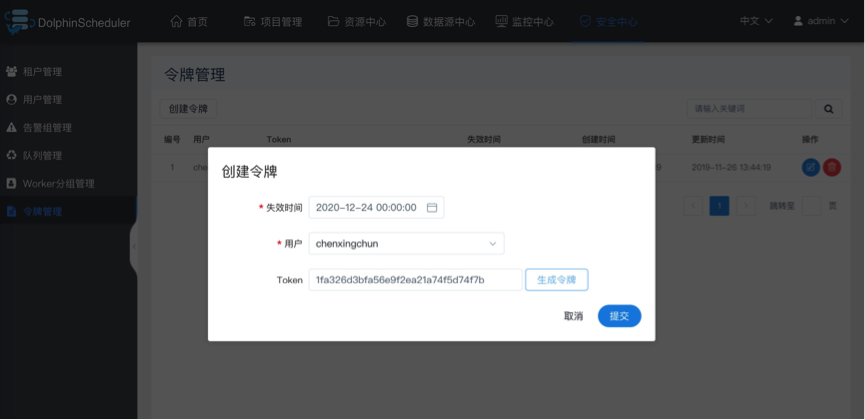 DolphinScheduler 首页 项目管理 资源中心 数据源中心 监控中心 安全中心 中文 admin
租户管理
用户管理
告警组管理
队列管理
Worker分组管理
令牌管理
令牌管理
创建令牌 请输入关键词
编号 用户 Token 失效时间 创建时间 更新时间 操作
1 che 9 2019-11-26 13:44:19
1 跳转至 页
创建令牌
* 失效时间 2020-12-24 00:00:00
* 用户 chenxingchun
Token 1fa326d3bfa56e9f2ea21a74f5d74f7b 生成令牌
取消 提交